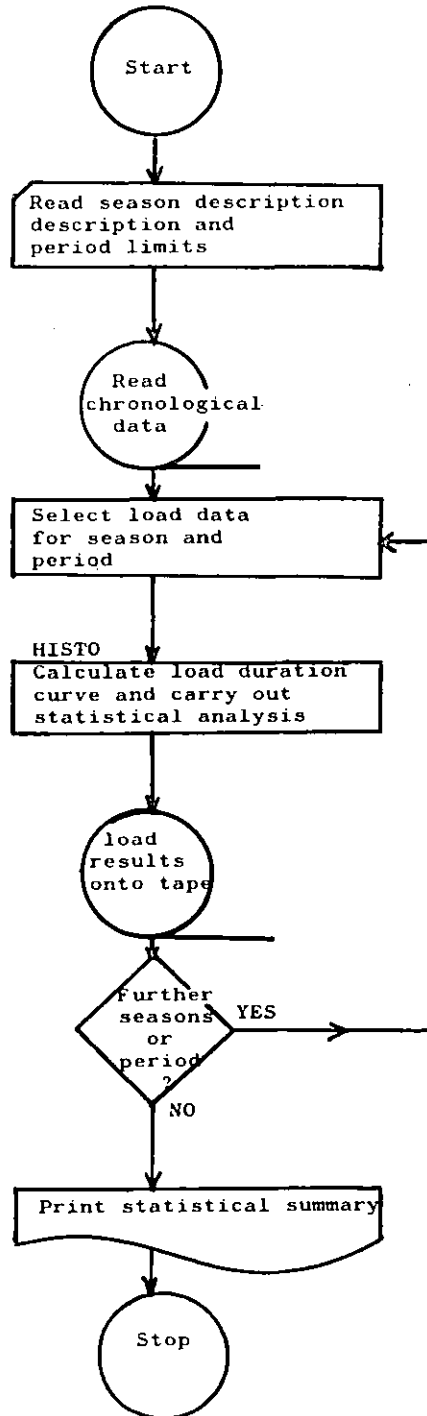 Start
Read season description
description and
period limits
Read
chronological
data
Select load data
for season and
period
HISTO
Calculate load duration
curve and carry out
statistical analysis
load
results
onto tape
Further
seasons
or
period
?
YES
NO
Print statistical summary
Stop